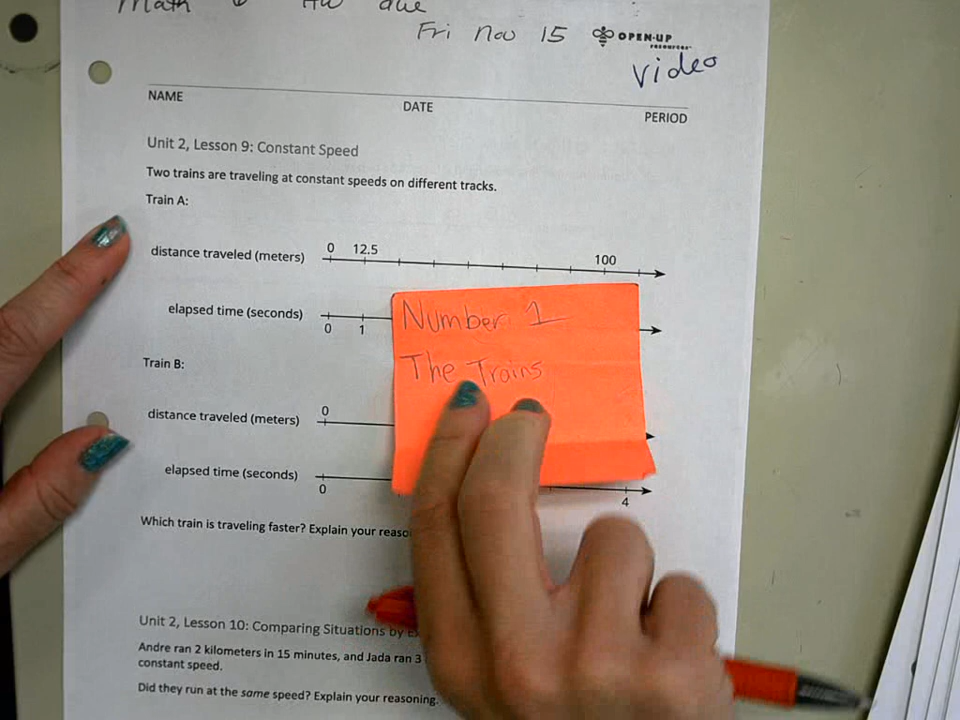 Math HW due
Fri Nov 15
OPEN-UP
RESOURCES
video
NAME DATE PERIOD
Unit 2, Lesson 9: Constant Speed
Two trains are traveling at constant speeds on different tracks.
Train A:
0 12.5 100
distance traveled (meters)
elapsed time (seconds)
0 1
Number 1
The Trains
Train B:
0
distance traveled (meters)
elapsed time (seconds)
0 4
Which train is traveling faster? Explain your
Unit 2, Lesson 10: Comparing Situations by
Andre ran 2 kilometers in 15 minutes, and Jada ran 3
constant speed.
Did they run at the same speed? Explain your reasoning.